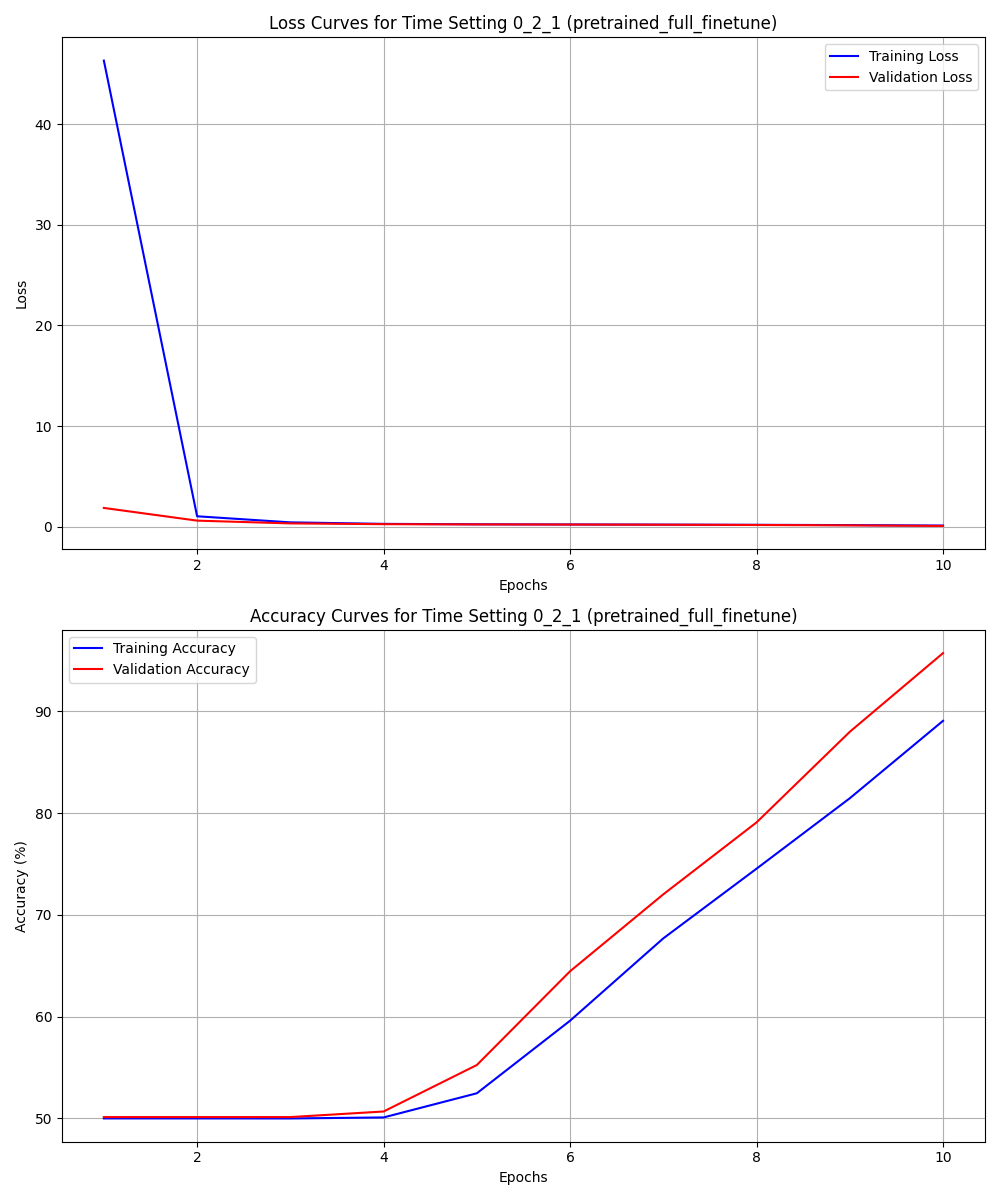 Loss Curves for Time Setting 0_2_1 (pretrained_full_finetune)
Training Loss
Validation Loss
40
30
20
10
0
Loss
2 4 6 8 10
Epochs
Accuracy Curves for Time Setting 0_2_1 (pretrained_full_finetune)
Training Accuracy
Validation Accuracy
90
80
70
60
50
Accuracy (%)
2 4 6 8 10
Epochs